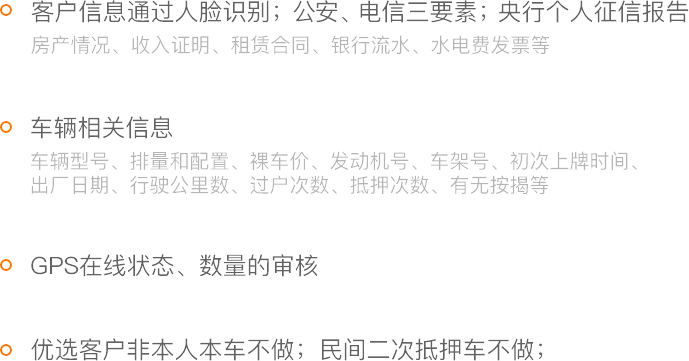 客户信息通过人脸识别；公安、电信三要素；央行个人征信报告
房产情况、收入证明、租赁合同、银行流水、水电费发票等
车辆相关信息
车辆型号、排量和配置、裸车价、发动机号、车架号、初次上牌时间、
出厂日期、行驶公里数、过户次数、抵押次数、有无按揭等
GPS在线状态、数量的审核
优选客户非本人本车不做；民间二次抵押车不做；